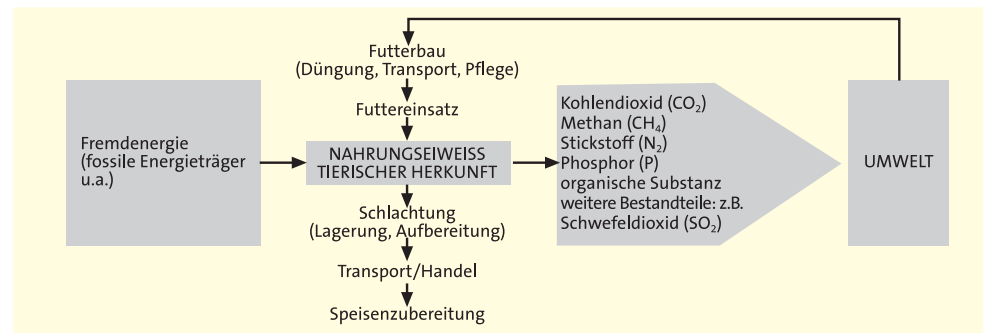 Futterbau
(Düngung, Transport, Pflege)
Futtereinsatz
Fremdenergie
(fossile Energieträger
u.a.)
NAHRUNGSEIWEISS
TIERISCHER HERKUNFT
Schlachtung
(Lagerung, Aufbereitung)
Transport/Handel
Speisenzubereitung
Kohlendioxid (CO₂)
Methan (CH₄)
Stickstoff (N₂)
Phosphor (P)
organische Substanz
weitere Bestandteile: z.B.
Schwefeldioxid (SO₂)
UMWELT